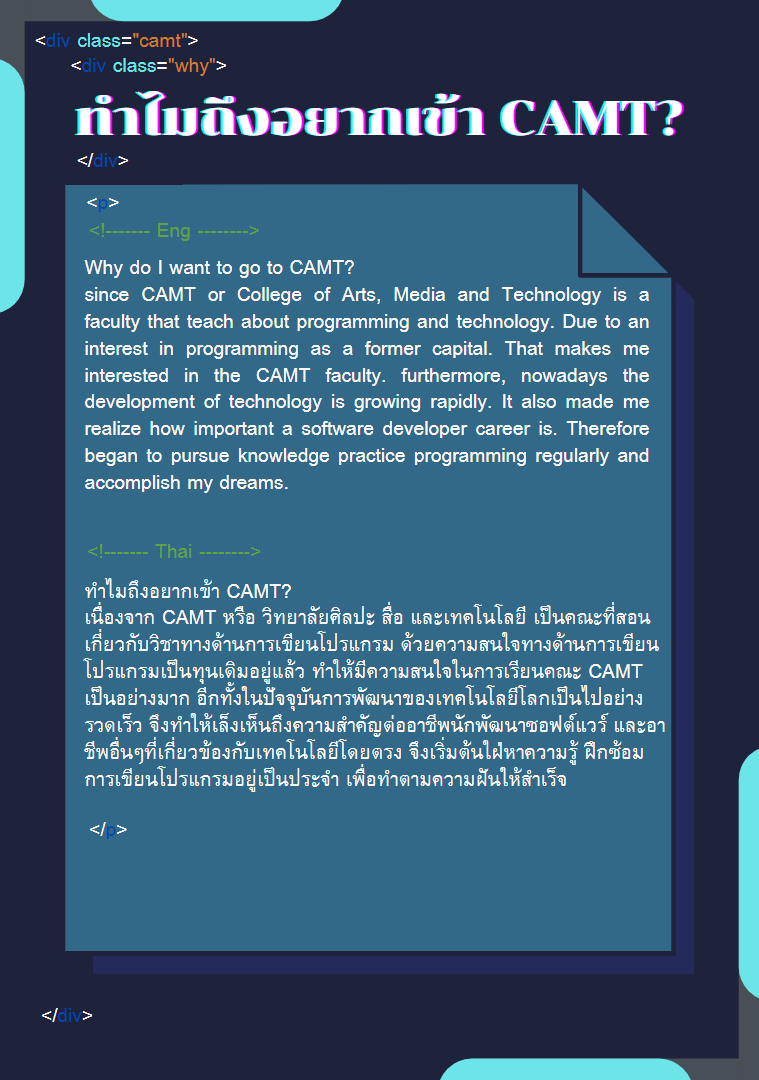 <div class="camt">
<div class="why">
ทำไมถึงอยากเข้า CAMT?
</div>
<p>
<!------- Eng -------->
Why do I want to go to CAMT?
since CAMT or College of Arts, Media and Technology is a
faculty that teach about programming and technology. Due to an
interest in programming as a former capital. That makes me
interested in the CAMT faculty. furthermore, nowadays the
development of technology is growing rapidly. It also made me
realize how important a software developer career is. Therefore
began to pursue knowledge practice programming regularly and
accomplish my dreams.
<!------- Thai -------->
ทำไมถึงอยากเข้า CAMT?
เนื่องจาก CAMT หรือ วิทยาลัยศิลปะ สื่อ และเทคโนโลยี เป็นคณะที่สอน
เกี่ยวกับวิชาทางด้านการเขียนโปรแกรม ด้วยความสนใจทางด้านการเขียน
โปรแกรมเป็นทุนเดิมอยู่แล้ว ทำให้มีความสนใจในการเรียนคณะ CAMT
เป็นอย่างมาก อีกทั้งในปัจจุบันการพัฒนาของเทคโนโลยีโลกเป็นไปอย่าง
รวดเร็ว จึงทำให้เล็งเห็นถึงความสำคัญต่ออาชีพนักพัฒนาซอฟต์แวร์ และอา
ชีพอื่นๆที่เกี่ยวข้องกับเทคโนโลยีโดยตรง จึงเริ่มต้นใฝ่หาความรู้ ฝึกซ้อม
การเขียนโปรแกรมอยู่เป็นประจำ เพื่อทำตามความฝันให้สำเร็จ
</p>
</div>